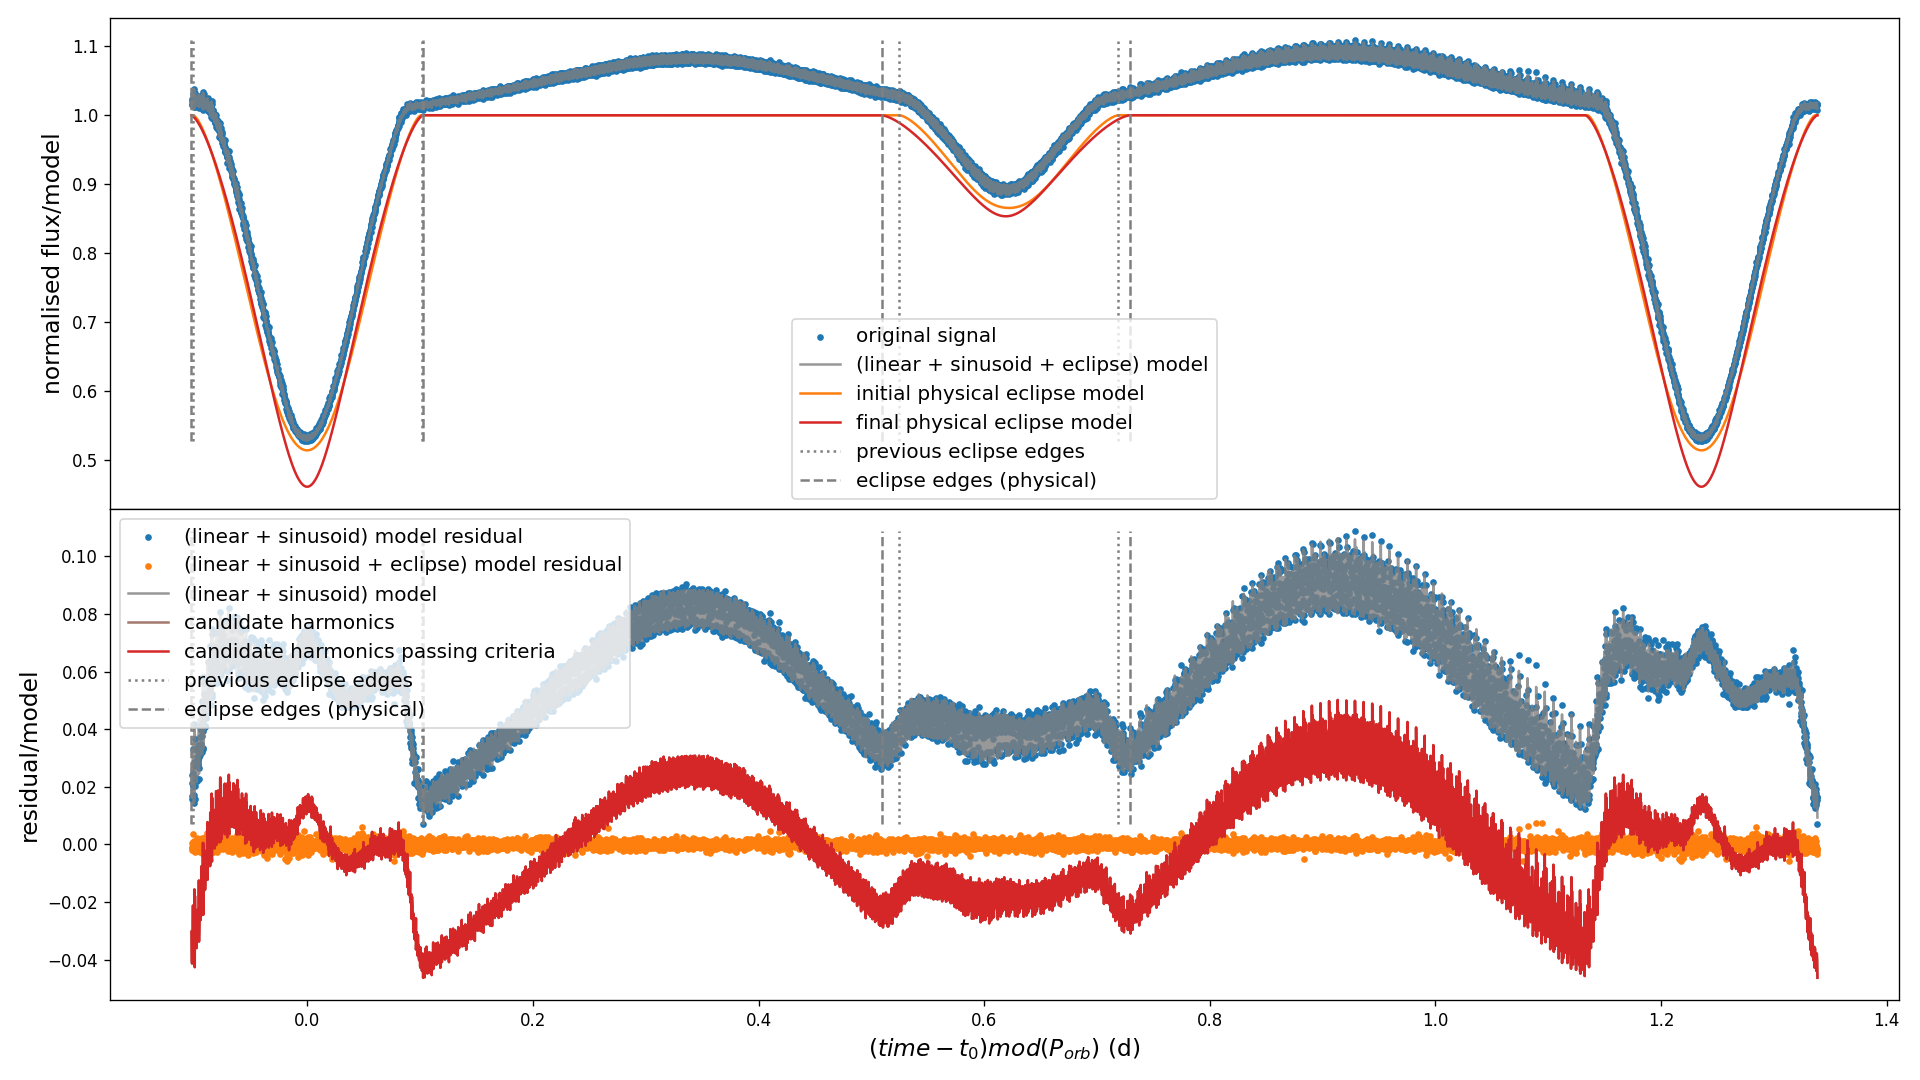 normalised flux/model
1.1
1.0
0.9
0.8
0.7
0.6
0.5
original signal
(linear + sinusoid + eclipse) model
initial physical eclipse model
final physical eclipse model
previous eclipse edges
eclipse edges (physical)
residual/model
0.10
0.08
0.06
0.04
0.02
0.00
−0.02
−0.04
(linear + sinusoid) model residual
(linear + sinusoid + eclipse) model residual
(linear + sinusoid) model
candidate harmonics
candidate harmonics passing criteria
previous eclipse edges
eclipse edges (physical)
0.0 0.2 0.4 0.6 0.8 1.0 1.2 1.4
(time − t₀)mod(P_orb) (d)